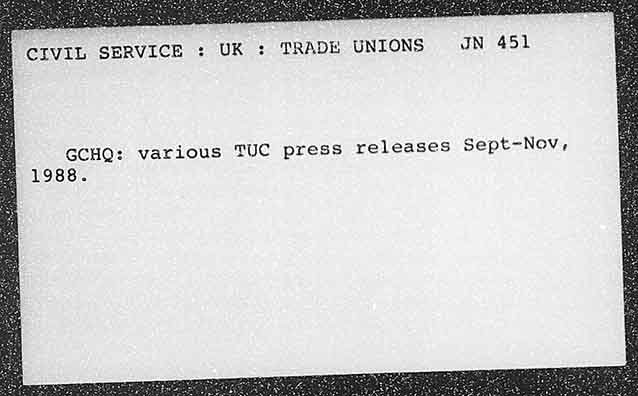 CIVIL SERVICE : UK : TRADE UNIONS JN 451
GCHQ: various TUC press releases Sept-Nov,
1988.